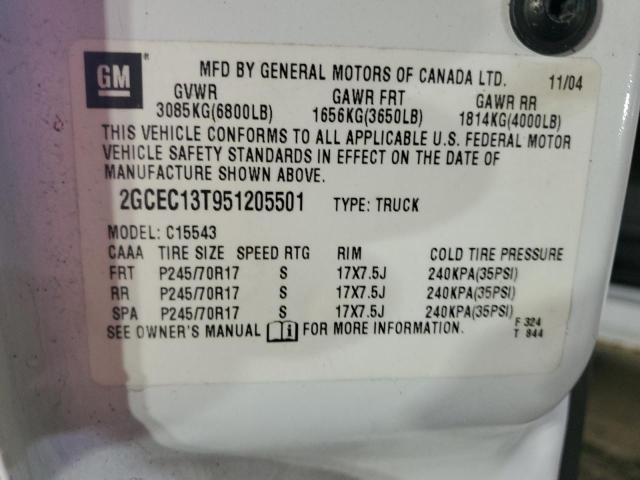 GM ® MFD BY GENERAL MOTORS OF CANADA LTD. 11/04
GVWR GAWR FRT GAWR RR
3085KG(6800LB) 1656KG(3650LB) 1814KG(4000LB)
THIS VEHICLE CONFORMS TO ALL APPLICABLE U.S. FEDERAL MOTOR
VEHICLE SAFETY STANDARDS IN EFFECT ON THE DATE OF
MANUFACTURE SHOWN ABOVE.
2GCEC13T951205501 TYPE: TRUCK
MODEL: C15543
CAAA TIRE SIZE SPEED RTG RIM COLD TIRE PRESSURE
FRT P245/70R17 S 17X7.5J 240KPA(35PSI)
RR P245/70R17 S 17X7.5J 240KPA(35PSI)
SPA P245/70R17 S 17X7.5J 240KPA(35PSI)
SEE OWNER'S MANUAL FOR MORE INFORMATION. F 324
T 844